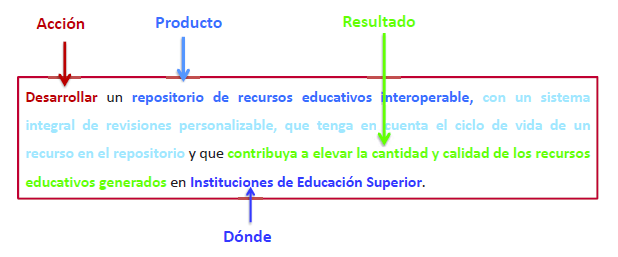 Acción Producto Resultado
Desarrollar un repositorio de recursos educativos interoperable, con un sistema
integral de revisiones personalizable, que tenga en cuenta el ciclo de vida de un
recurso en el repositorio y que contribuya a elevar la cantidad y calidad de los recursos
educativos generados en Instituciones de Educación Superior.
Dónde